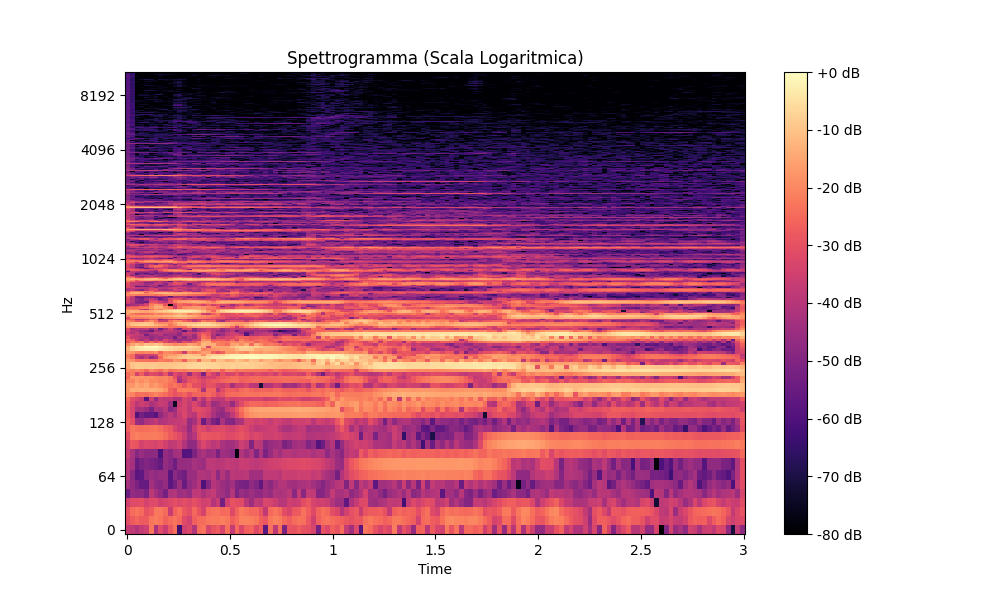 Spettrogramma (Scala Logaritmica)
Hz
8192
4096
2048
1024
512
256
128
64
0
0 0.5 1 1.5 2 2.5 3
Time
+0 dB
-10 dB
-20 dB
-30 dB
-40 dB
-50 dB
-60 dB
-70 dB
-80 dB